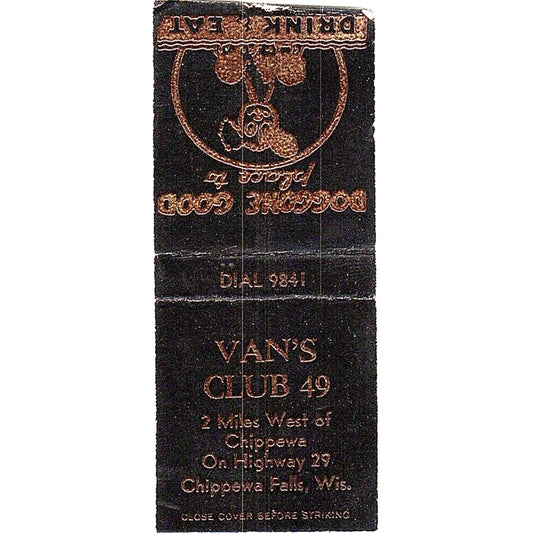 DOGGONE GOOD
place to
DRINK & EAT
DIAL 9841
VAN'S
CLUB 49
2 Miles West of
Chippewa
On Highway 29
Chippewa Falls, Wis.
CLOSE COVER BEFORE STRIKING